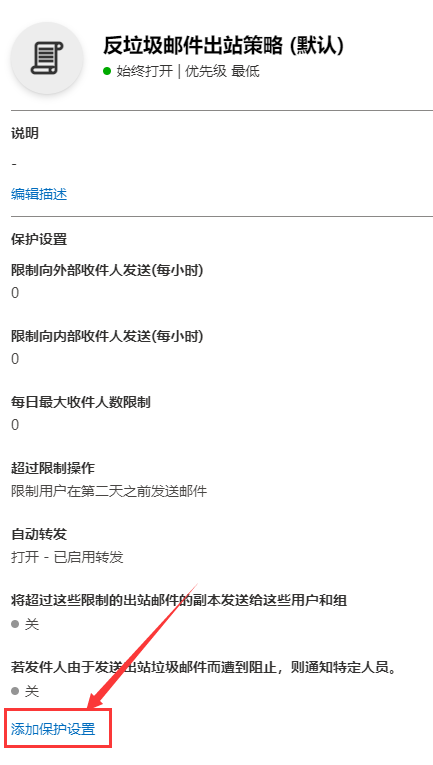 反垃圾邮件出站策略 (默认)
始终打开 | 优先级 最低
说明
-
编辑描述
保护设置
限制向外部收件人发送(每小时)
0
限制向内部收件人发送(每小时)
0
每日最大收件人数限制
0
超过限制操作
限制用户在第二天之前发送邮件
自动转发
打开 - 已启用转发
将超过这些限制的出站邮件的副本发送给这些用户和组
关
若发件人由于发送出站垃圾邮件而遭到阻止，则通知特定人员。
关
添加保护设置